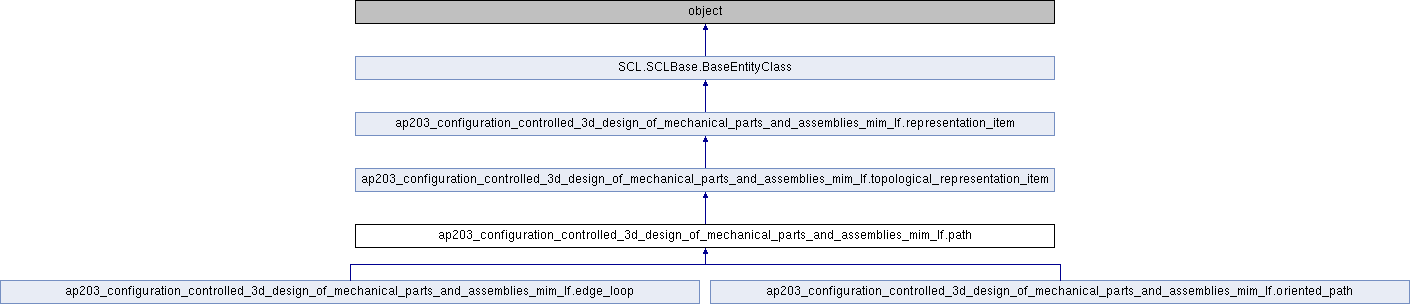 object
SCL.SCLBase.BaseEntityClass
ap203_configuration_controlled_3d_design_of_mechanical_parts_and_assemblies_mim_lf.representation_item
ap203_configuration_controlled_3d_design_of_mechanical_parts_and_assemblies_mim_lf.topological_representation_item
ap203_configuration_controlled_3d_design_of_mechanical_parts_and_assemblies_mim_lf.path
ap203_configuration_controlled_3d_design_of_mechanical_parts_and_assemblies_mim_lf.edge_loop
ap203_configuration_controlled_3d_design_of_mechanical_parts_and_assemblies_mim_lf.oriented_path